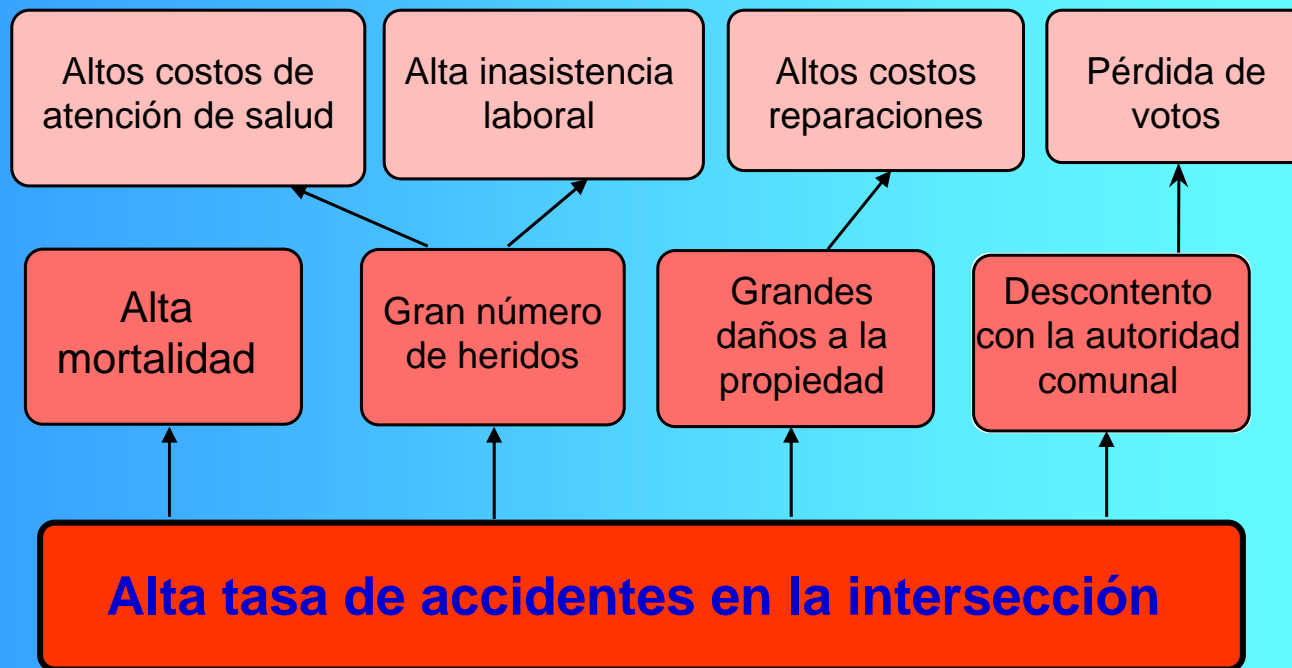 Altos costos de
atención de salud
Alta inasistencia
laboral
Altos costos
reparaciones
Pérdida de
votos
Alta
mortalidad
Gran número
de heridos
Grandes
daños a la
propiedad
Descontento
con la autoridad
comunal
Alta tasa de accidentes en la intersección